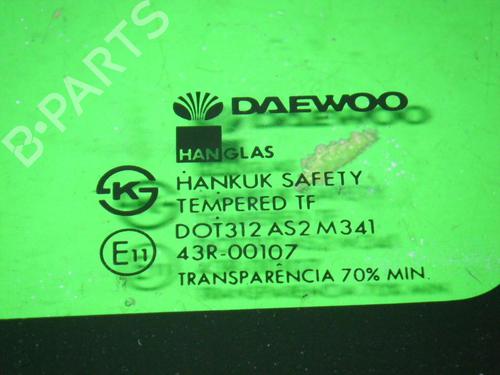 B-PARTS
DAEWOO
HANGLAS
HANKUK SAFETY
TEMPERED TF
DOT312 AS2 M341
E11 43R-00107
TRANSPARENCIA 70% MIN.